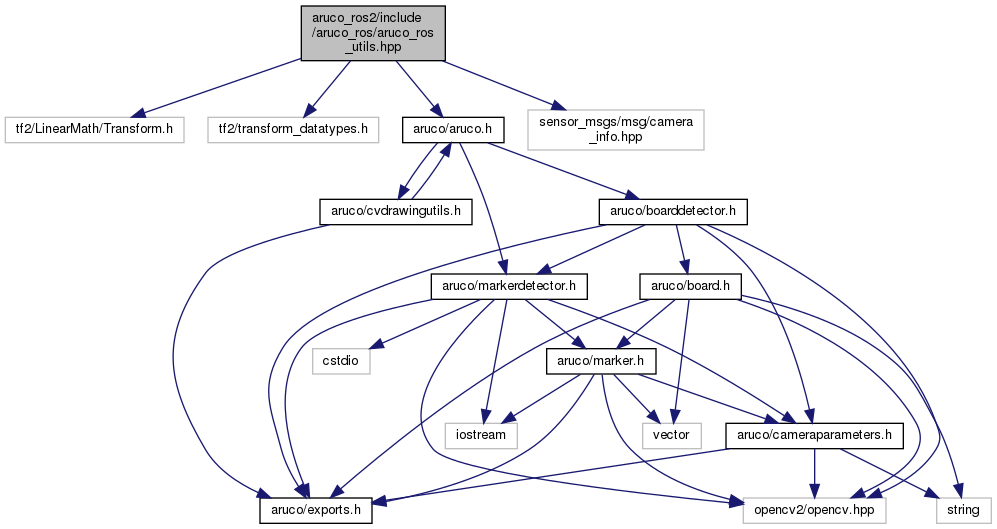 aruco_ros2/include
/aruco_ros/aruco_ros
_utils.hpp
tf2/LinearMath/Transform.h
tf2/transform_datatypes.h
aruco/aruco.h
sensor_msgs/msg/camera
_info.hpp
aruco/cvdrawingutils.h
aruco/boarddetector.h
aruco/markerdetector.h
aruco/board.h
cstdio
aruco/marker.h
iostream
vector
aruco/cameraparameters.h
aruco/exports.h
opencv2/opencv.hpp
string